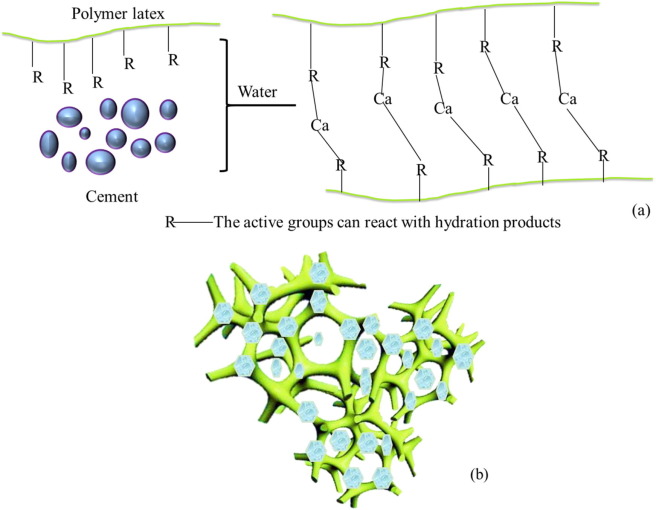 Polymer latex
R R R R R
Cement
Water
R R R R R
Ca Ca Ca Ca Ca
R R R R R
(a)
R——The active groups can react with hydration products
(b)